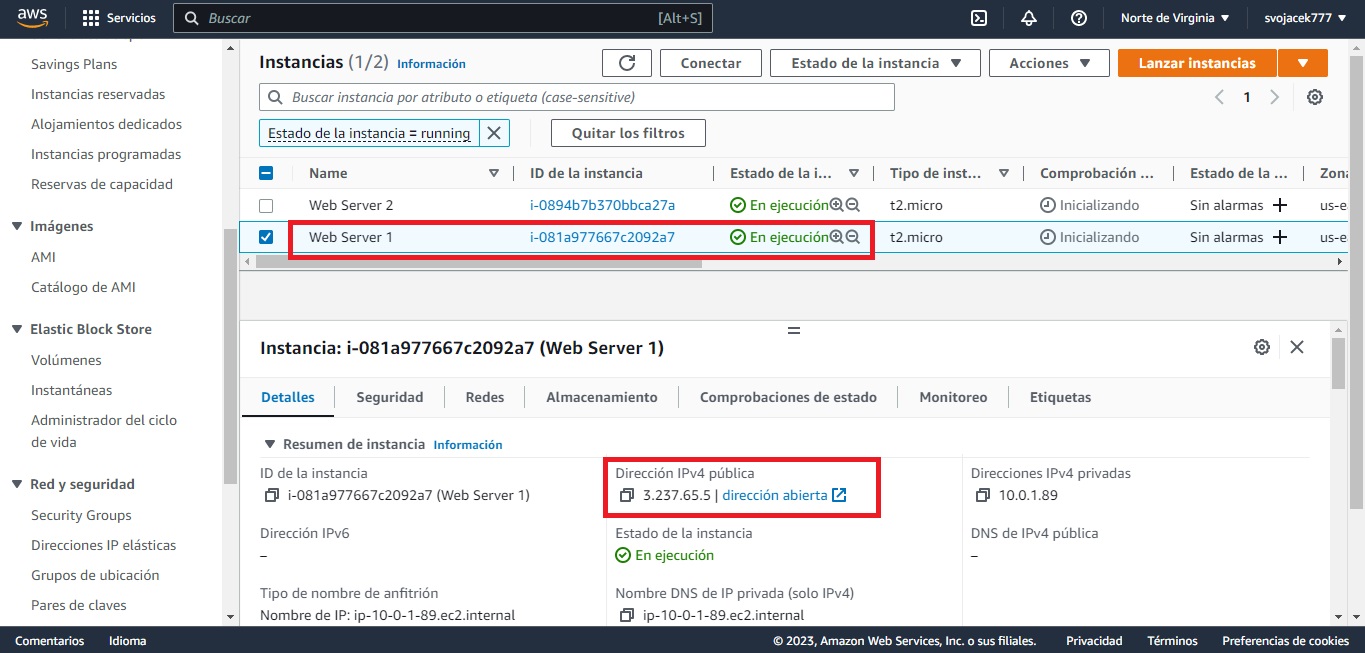 aws Servicios Buscar [Alt+S] Norte de Virginia svojacek777
Savings Plans
Instancias reservadas
Alojamientos dedicados
Instancias programadas
Reservas de capacidad
Imágenes
AMI
Catálogo de AMI
Elastic Block Store
Volúmenes
Instantáneas
Administrador del ciclo
de vida
Red y seguridad
Security Groups
Direcciones IP elásticas
Grupos de ubicación
Pares de claves
Instancias (1/2) Información Conectar Estado de la instancia Acciones Lanzar instancias
Buscar instancia por atributo o etiqueta (case-sensitive) 1
Estado de la instancia = running Quitar los filtros
Name ID de la instancia Estado de la i... Tipo de inst... Comprobación ... Estado de la ... Zona
Web Server 2 i-0894b7b370bbca27a En ejecución t2.micro Inicializando Sin alarmas us-e
Web Server 1 i-081a977667c2092a7 En ejecución t2.micro Inicializando Sin alarmas us-e
Instancia: i-081a977667c2092a7 (Web Server 1)
Detalles Seguridad Redes Almacenamiento Comprobaciones de estado Monitoreo Etiquetas
Resumen de instancia Información
ID de la instancia Dirección IPv4 pública Direcciones IPv4 privadas
i-081a977667c2092a7 (Web Server 1) 3.237.65.5 | dirección abierta 10.0.1.89
Dirección IPv6 Estado de la instancia DNS de IPv4 pública
– En ejecución –
Tipo de nombre de anfitrión Nombre DNS de IP privada (solo IPv4)
Nombre de IP: ip-10-0-1-89.ec2.internal ip-10-0-1-89.ec2.internal
Comentarios Idioma © 2023, Amazon Web Services, Inc. o sus filiales. Privacidad Términos Preferencias de cookies